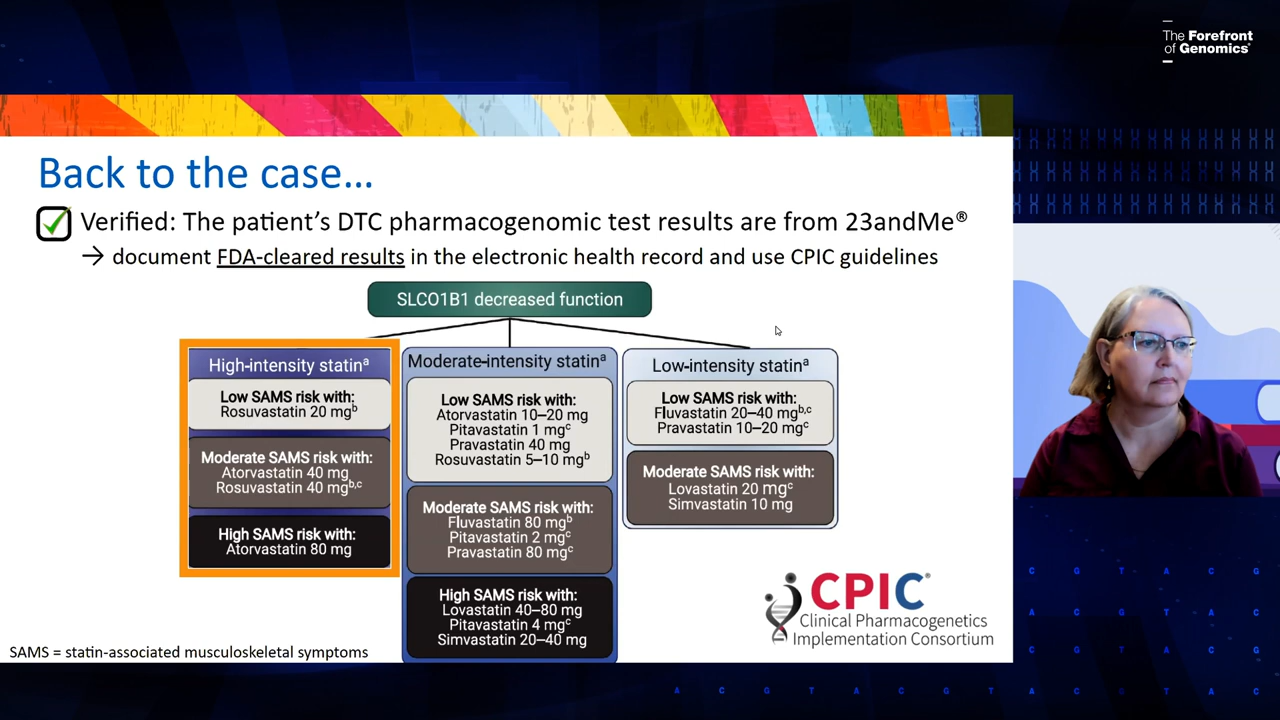 The Forefront
of Genomics®
Back to the case…
Verified: The patient’s DTC pharmacogenomic test results are from 23andMe®
→ document FDA-cleared results in the electronic health record and use CPIC guidelines
SLCO1B1 decreased function
High-intensity statinᵃ
Low SAMS risk with:
Rosuvastatin 20 mgᵇ
Moderate SAMS risk with:
Atorvastatin 40 mg
Rosuvastatin 40 mgᵇ,ᶜ
High SAMS risk with:
Atorvastatin 80 mg
Moderate-intensity statinᵃ
Low SAMS risk with:
Atorvastatin 10–20 mg
Pitavastatin 1 mgᶜ
Pravastatin 40 mg
Rosuvastatin 5–10 mgᵇ
Moderate SAMS risk with:
Fluvastatin 80 mgᵇ
Pitavastatin 2 mgᶜ
Pravastatin 80 mgᶜ
High SAMS risk with:
Lovastatin 40–80 mg
Pitavastatin 4 mgᶜ
Simvastatin 20–40 mg
Low-intensity statinᵃ
Low SAMS risk with:
Fluvastatin 20–40 mgᵇ,ᶜ
Pravastatin 10–20 mgᶜ
Moderate SAMS risk with:
Lovastatin 20 mgᶜ
Simvastatin 10 mg
CPIC®
Clinical Pharmacogenetics
Implementation Consortium
SAMS = statin-associated musculoskeletal symptoms
C G T A C G
A C G T A C
C G T A C G
A C G T A C G T A C G T A C G